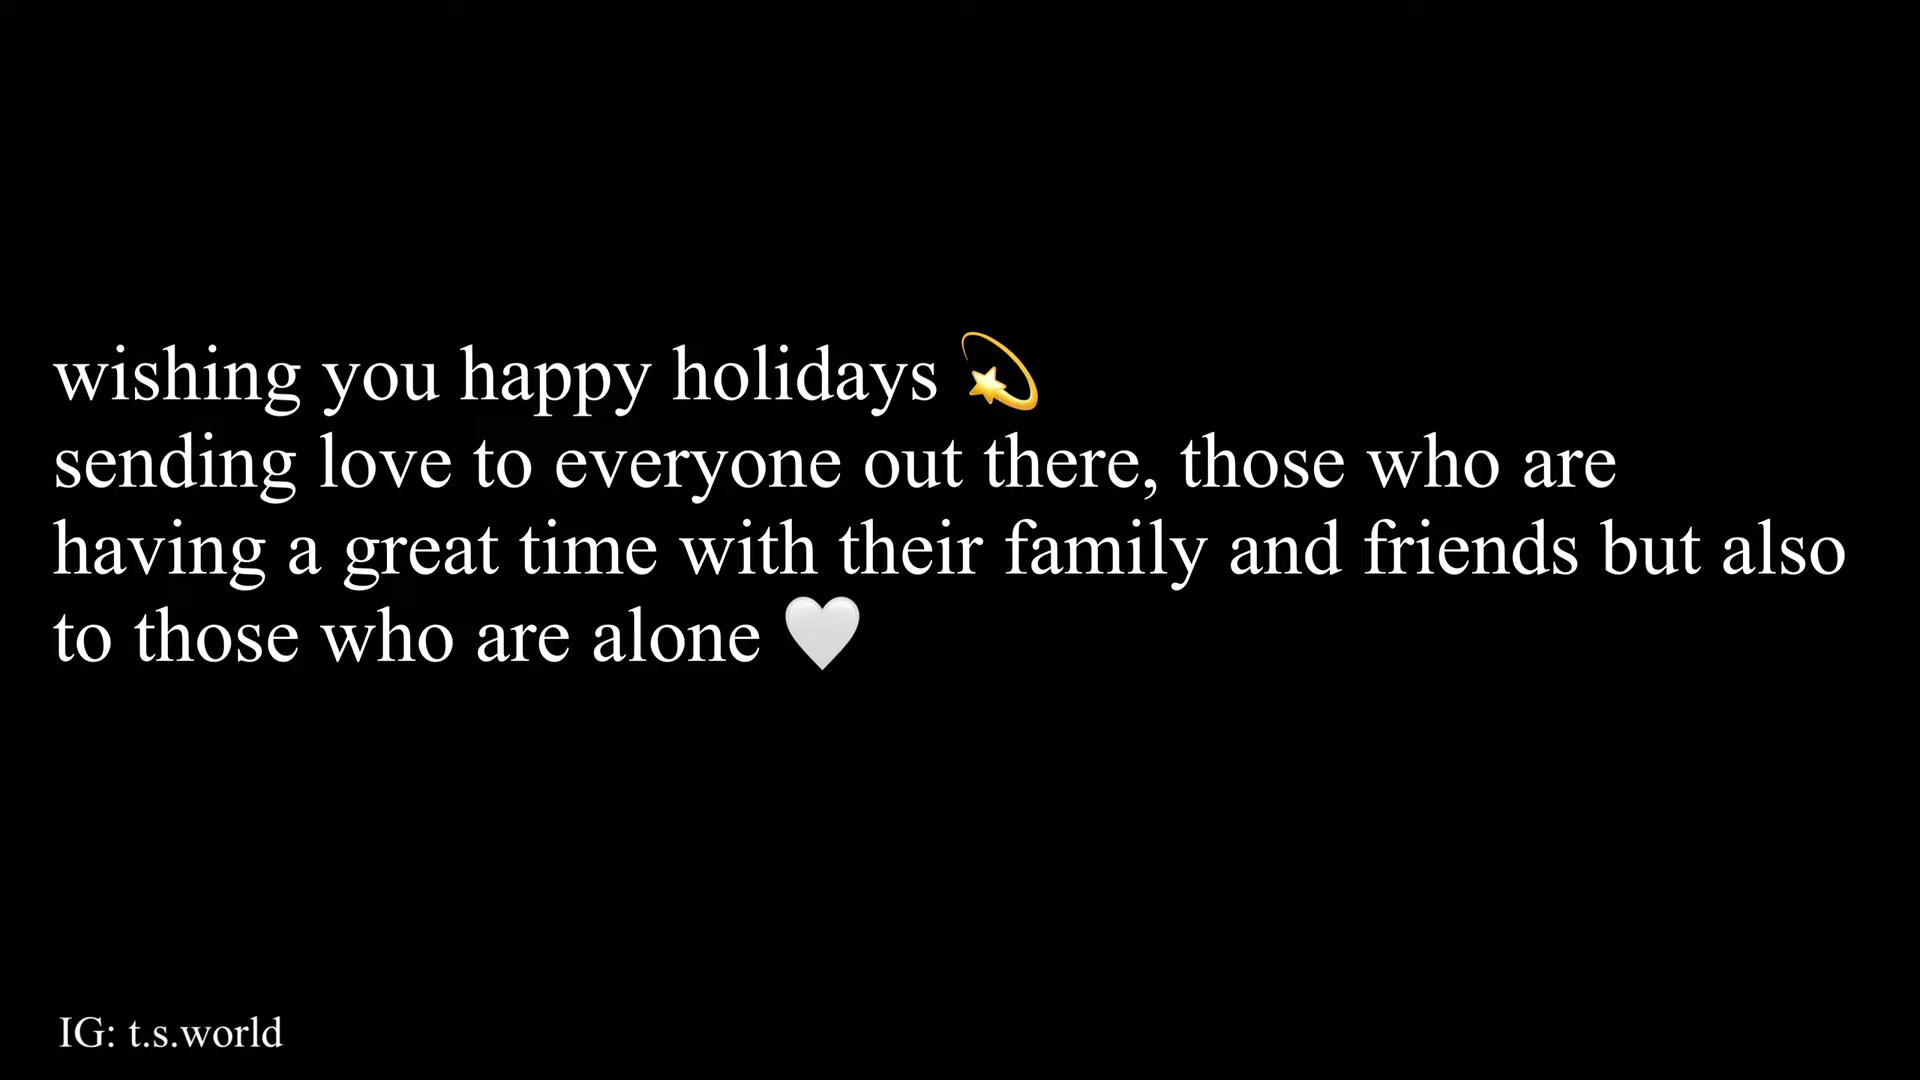 wishing you happy holidays 💫
sending love to everyone out there, those who are
having a great time with their family and friends but also
to those who are alone 🤍
IG: t.s.world